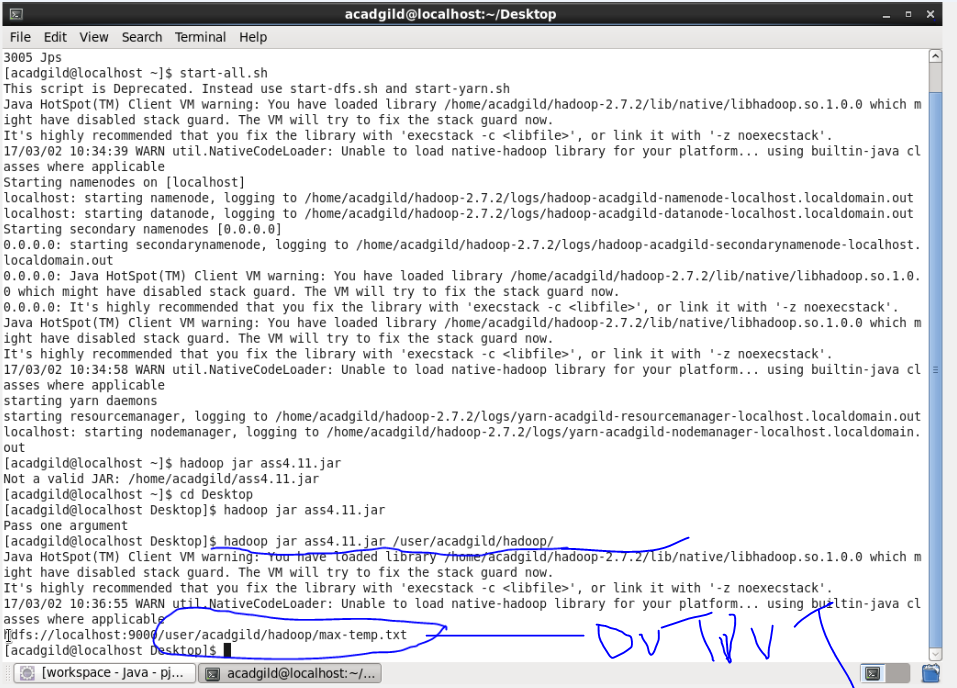 acadgild@localhost:~/Desktop
File Edit View Search Terminal Help
3005 Jps
[acadgild@localhost ~]$ start-all.sh
This script is Deprecated. Instead use start-dfs.sh and start-yarn.sh
Java HotSpot(TM) Client VM warning: You have loaded library /home/acadgild/hadoop-2.7.2/lib/native/libhadoop.so.1.0.0 which m
ight have disabled stack guard. The VM will try to fix the stack guard now.
It's highly recommended that you fix the library with 'execstack -c <libfile>', or link it with '-z noexecstack'.
17/03/02 10:34:39 WARN util.NativeCodeLoader: Unable to load native-hadoop library for your platform... using builtin-java cl
asses where applicable
Starting namenodes on [localhost]
localhost: starting namenode, logging to /home/acadgild/hadoop-2.7.2/logs/hadoop-acadgild-namenode-localhost.localdomain.out
localhost: starting datanode, logging to /home/acadgild/hadoop-2.7.2/logs/hadoop-acadgild-datanode-localhost.localdomain.out
Starting secondary namenodes [0.0.0.0]
0.0.0.0: starting secondarynamenode, logging to /home/acadgild/hadoop-2.7.2/logs/hadoop-acadgild-secondarynamenode-localhost.
localdomain.out
0.0.0.0: Java HotSpot(TM) Client VM warning: You have loaded library /home/acadgild/hadoop-2.7.2/lib/native/libhadoop.so.1.0.
0 which might have disabled stack guard. The VM will try to fix the stack guard now.
0.0.0.0: It's highly recommended that you fix the library with 'execstack -c <libfile>', or link it with '-z noexecstack'.
Java HotSpot(TM) Client VM warning: You have loaded library /home/acadgild/hadoop-2.7.2/lib/native/libhadoop.so.1.0.0 which m
ight have disabled stack guard. The VM will try to fix the stack guard now.
It's highly recommended that you fix the library with 'execstack -c <libfile>', or link it with '-z noexecstack'.
17/03/02 10:34:58 WARN util.NativeCodeLoader: Unable to load native-hadoop library for your platform... using builtin-java cl
asses where applicable
starting yarn daemons
starting resourcemanager, logging to /home/acadgild/hadoop-2.7.2/logs/yarn-acadgild-resourcemanager-localhost.localdomain.out
localhost: starting nodemanager, logging to /home/acadgild/hadoop-2.7.2/logs/yarn-acadgild-nodemanager-localhost.localdomain.
out
[acadgild@localhost ~]$ hadoop jar ass4.11.jar
Not a valid JAR: /home/acadgild/ass4.11.jar
[acadgild@localhost ~]$ cd Desktop
[acadgild@localhost Desktop]$ hadoop jar ass4.11.jar
Pass one argument
[acadgild@localhost Desktop]$ hadoop jar ass4.11.jar /user/acadgild/hadoop/
Java HotSpot(TM) Client VM warning: You have loaded library /home/acadgild/hadoop-2.7.2/lib/native/libhadoop.so.1.0.0 which m
ight have disabled stack guard. The VM will try to fix the stack guard now.
It's highly recommended that you fix the library with 'execstack -c <libfile>', or link it with '-z noexecstack'.
17/03/02 10:36:55 WARN util.NativeCodeLoader: Unable to load native-hadoop library for your platform... using builtin-java cl
asses where applicable
hdfs://localhost:9000/user/acadgild/hadoop/max-temp.txt OUTPUT
[acadgild@localhost Desktop]$
[workspace - Java - pj... acadgild@localhost:~/...